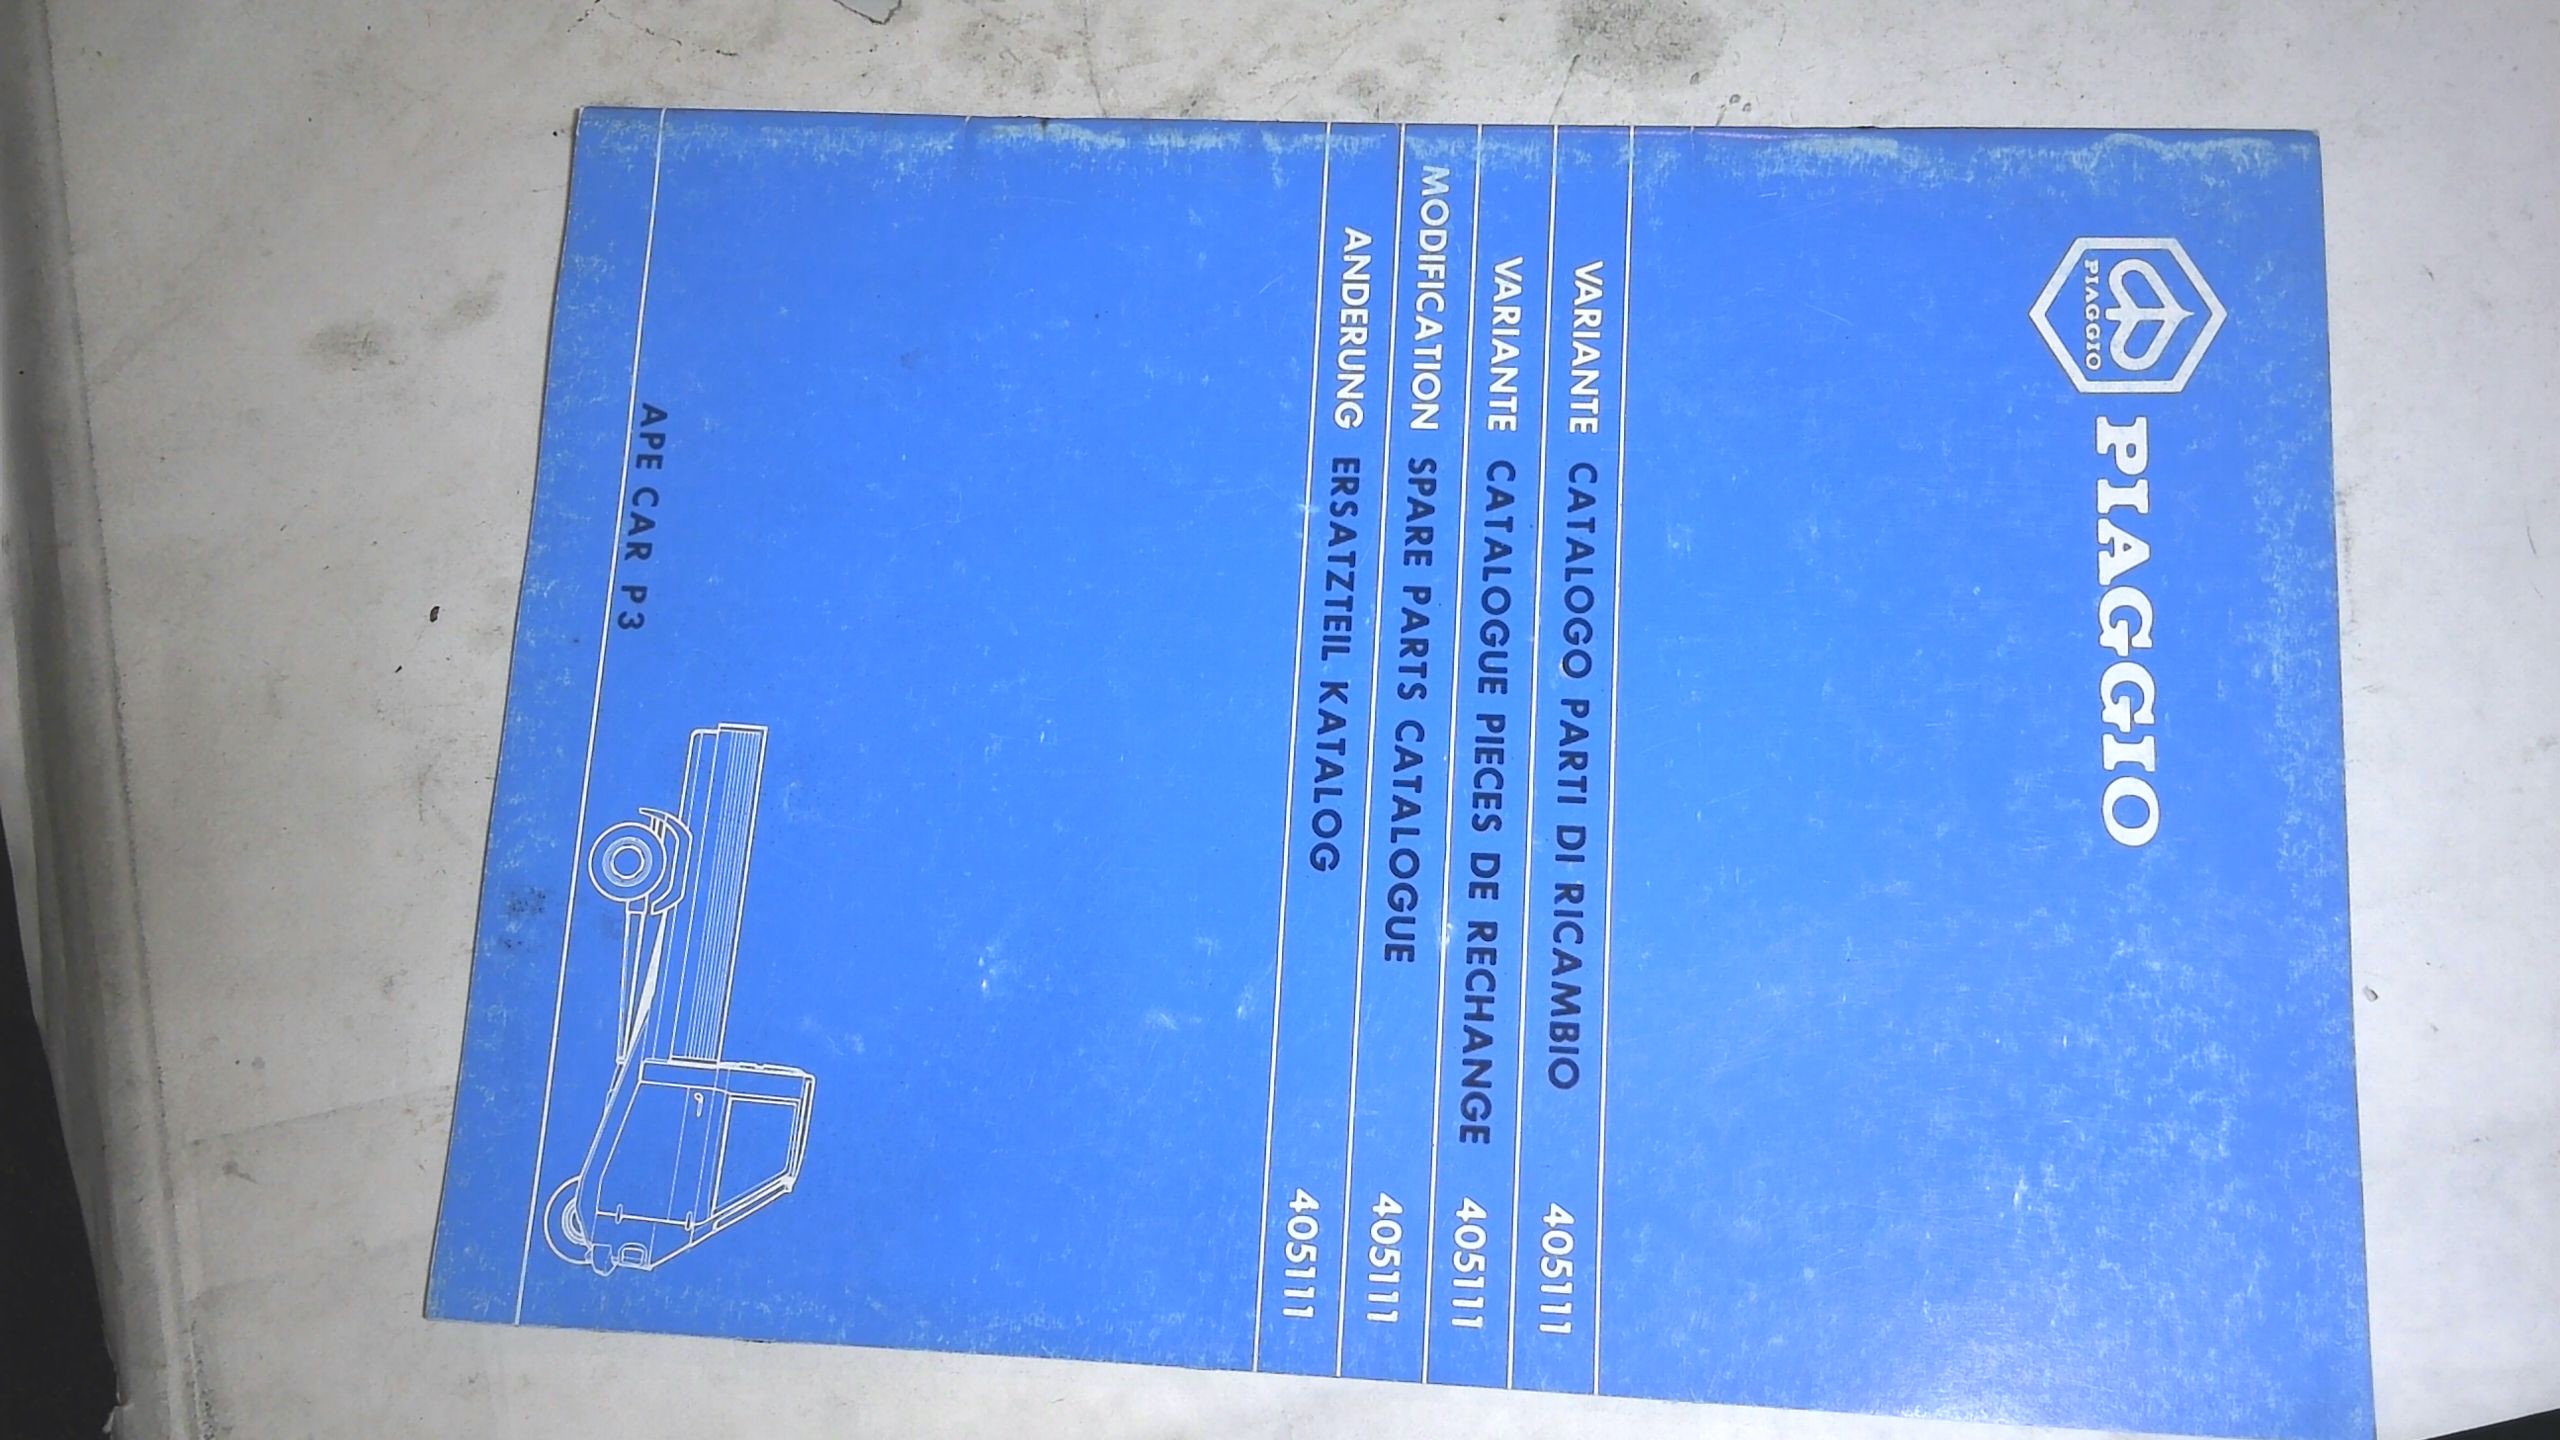 PIAGGIO
PIAGGIO
VARIANTE CATALOGO PARTI DI RICAMBIO 405111
VARIANTE CATALOGUE PIECES DE RECHANGE 405111
MODIFICATION SPARE PARTS CATALOGUE 405111
ANDERUNG ERSATZTEIL KATALOG 405111
APE CAR P3